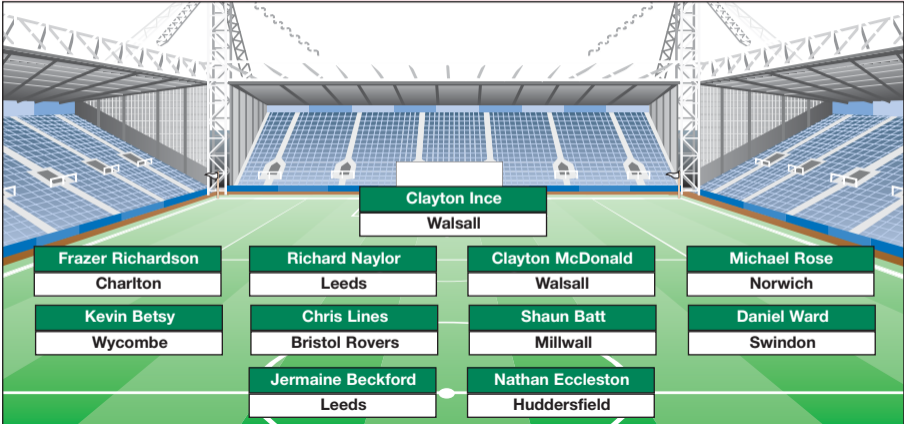 Clayton Ince
Walsall
Frazer Richardson
Charlton
Richard Naylor
Leeds
Clayton McDonald
Walsall
Michael Rose
Norwich
Kevin Betsy
Wycombe
Chris Lines
Bristol Rovers
Shaun Batt
Millwall
Daniel Ward
Swindon
Jermaine Beckford
Leeds
Nathan Eccleston
Huddersfield